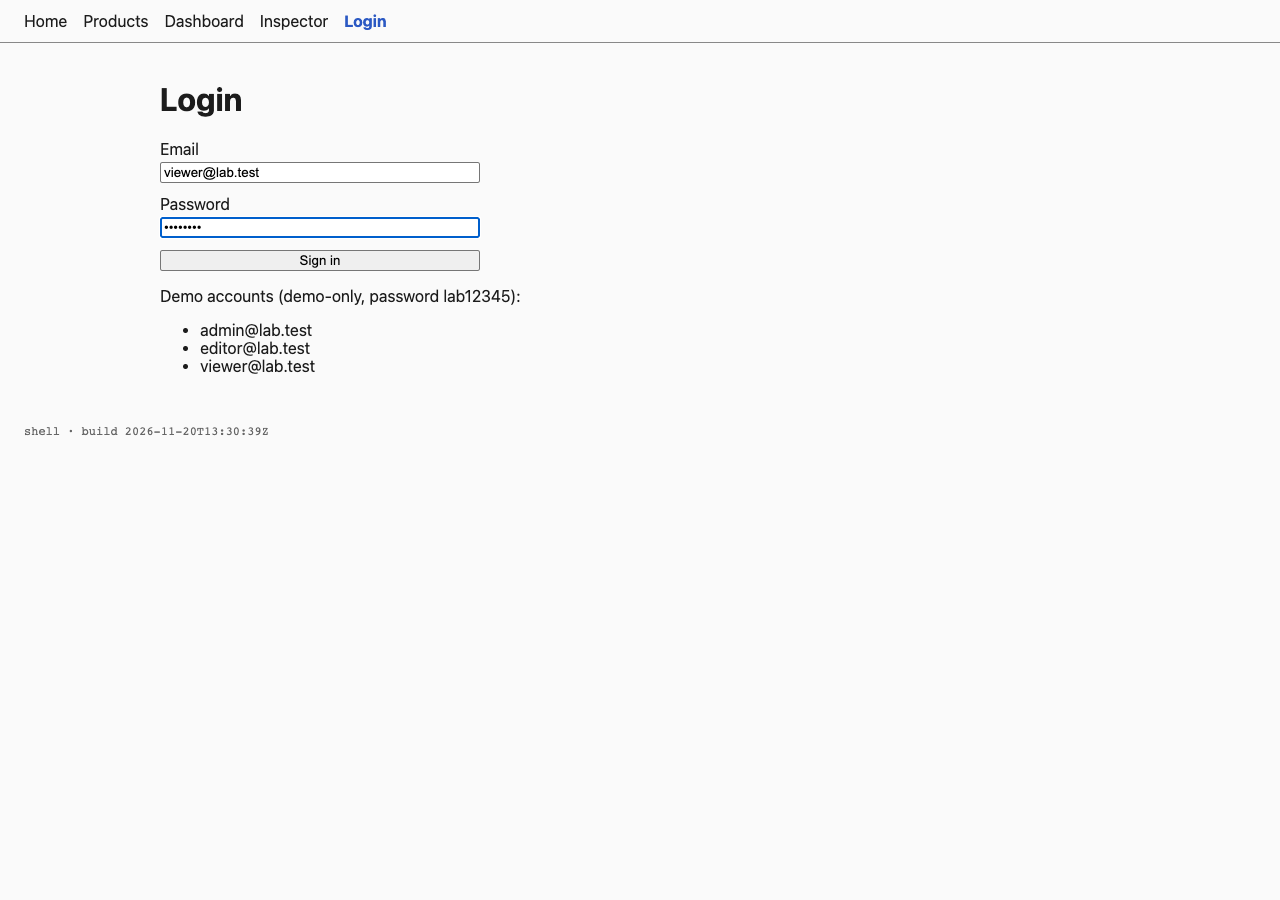 Home Products Dashboard Inspector Login
Login
Email
viewer@lab.test
Password
••••••••
Sign in
Demo accounts (demo-only, password lab12345):
• admin@lab.test
• editor@lab.test
• viewer@lab.test
shell · build 2026-11-20T13:30:39Z